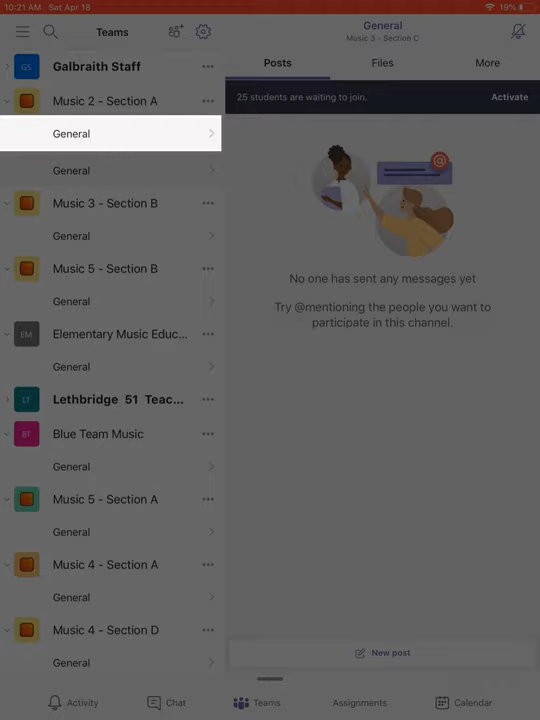 10:21 AM Sat Apr 18
19%
Teams
GS Galbraith Staff
Music 2 - Section A
General
General
Music 3 - Section B
General
Music 5 - Section B
General
EM Elementary Music Educ...
General
LT Lethbridge 51 Teac...
BT Blue Team Music
General
Music 5 - Section A
General
Music 4 - Section A
General
Music 4 - Section D
General
General
Music 3 - Section C
Posts Files More
25 students are waiting to join. Activate
No one has sent any messages yet
Try @mentioning the people you want to
participate in this channel.
New post
Activity Chat Teams Assignments Calendar